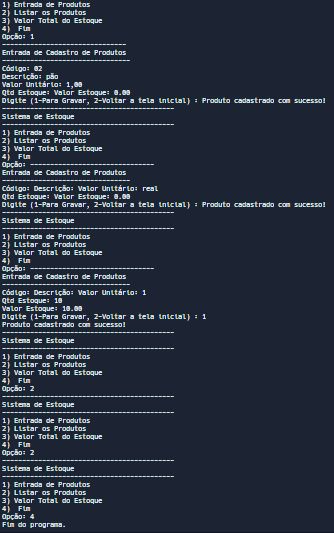 1) Entrada de Produtos
2) Listar os Produtos
3) Valor Total do Estoque
4)  Fim
Opção: 1
-------------------------------
Entrada de Cadastro de Produtos
--------------------------------
Código: 02
Descrição: pão
Valor Unitário: 1,00
Qtd Estoque: Valor Estoque: 0.00
Digite (1-Para Gravar, 2-Voltar a tela inicial) : Produto cadastrado com sucesso!
-------------------------------------------
Sistema de Estoque
-------------------------------------------
1) Entrada de Produtos
2) Listar os Produtos
3) Valor Total do Estoque
4)  Fim
Opção: -------------------------------
Entrada de Cadastro de Produtos
--------------------------------
Código: Descrição: Valor Unitário: real
Qtd Estoque: Valor Estoque: 0.00
Digite (1-Para Gravar, 2-Voltar a tela inicial) : Produto cadastrado com sucesso!
-------------------------------------------
Sistema de Estoque
-------------------------------------------
1) Entrada de Produtos
2) Listar os Produtos
3) Valor Total do Estoque
4)  Fim
Opção: -------------------------------
Entrada de Cadastro de Produtos
--------------------------------
Código: Descrição: Valor Unitário: 1
Qtd Estoque: 10
Valor Estoque: 10.00
Digite (1-Para Gravar, 2-Voltar a tela inicial) : 1
Produto cadastrado com sucesso!
-------------------------------------------
Sistema de Estoque
-------------------------------------------
1) Entrada de Produtos
2) Listar os Produtos
3) Valor Total do Estoque
4)  Fim
Opção: 2
-------------------------------------------
Sistema de Estoque
-------------------------------------------
1) Entrada de Produtos
2) Listar os Produtos
3) Valor Total do Estoque
4)  Fim
Opção: 2
-------------------------------------------
Sistema de Estoque
-------------------------------------------
1) Entrada de Produtos
2) Listar os Produtos
3) Valor Total do Estoque
4)  Fim
Opção: 4
Fim do programa.